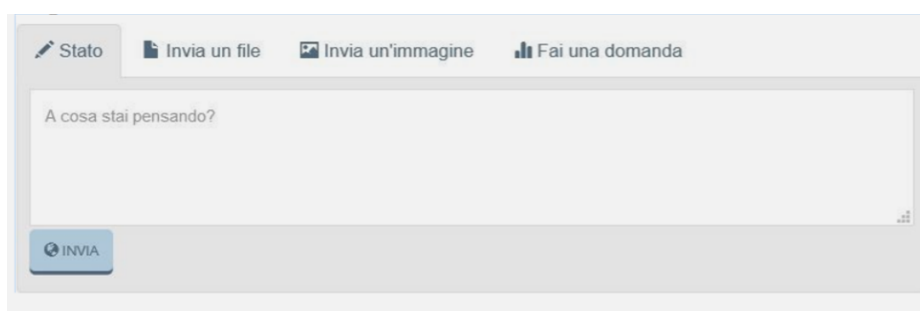 Stato Invia un file Invia un'immagine Fai una domanda
A cosa stai pensando?
INVIA